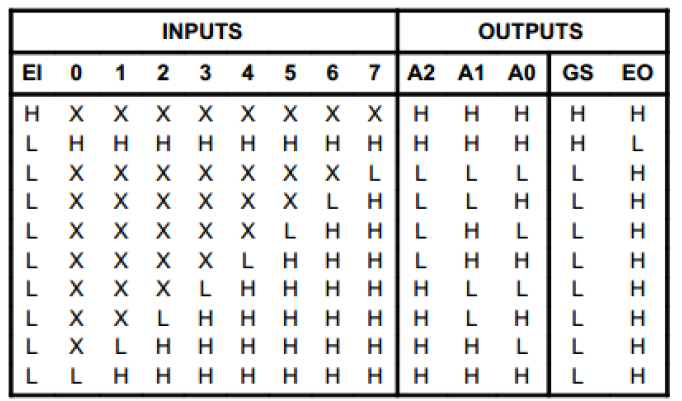 INPUTS OUTPUTS
EI 0 1 2 3 4 5 6 7 A2 A1 A0 GS EO
H X X X X X X X X H H H H H
L H H H H H H H H H H H H L
L X X X X X X X L L L L L H
L X X X X X X L H L L H L H
L X X X X X L H H L H L L H
L X X X X L H H H L H H L H
L X X X L H H H H H L L L H
L X X L H H H H H H L H L H
L X L H H H H H H H H L L H
L L H H H H H H H H H H L H